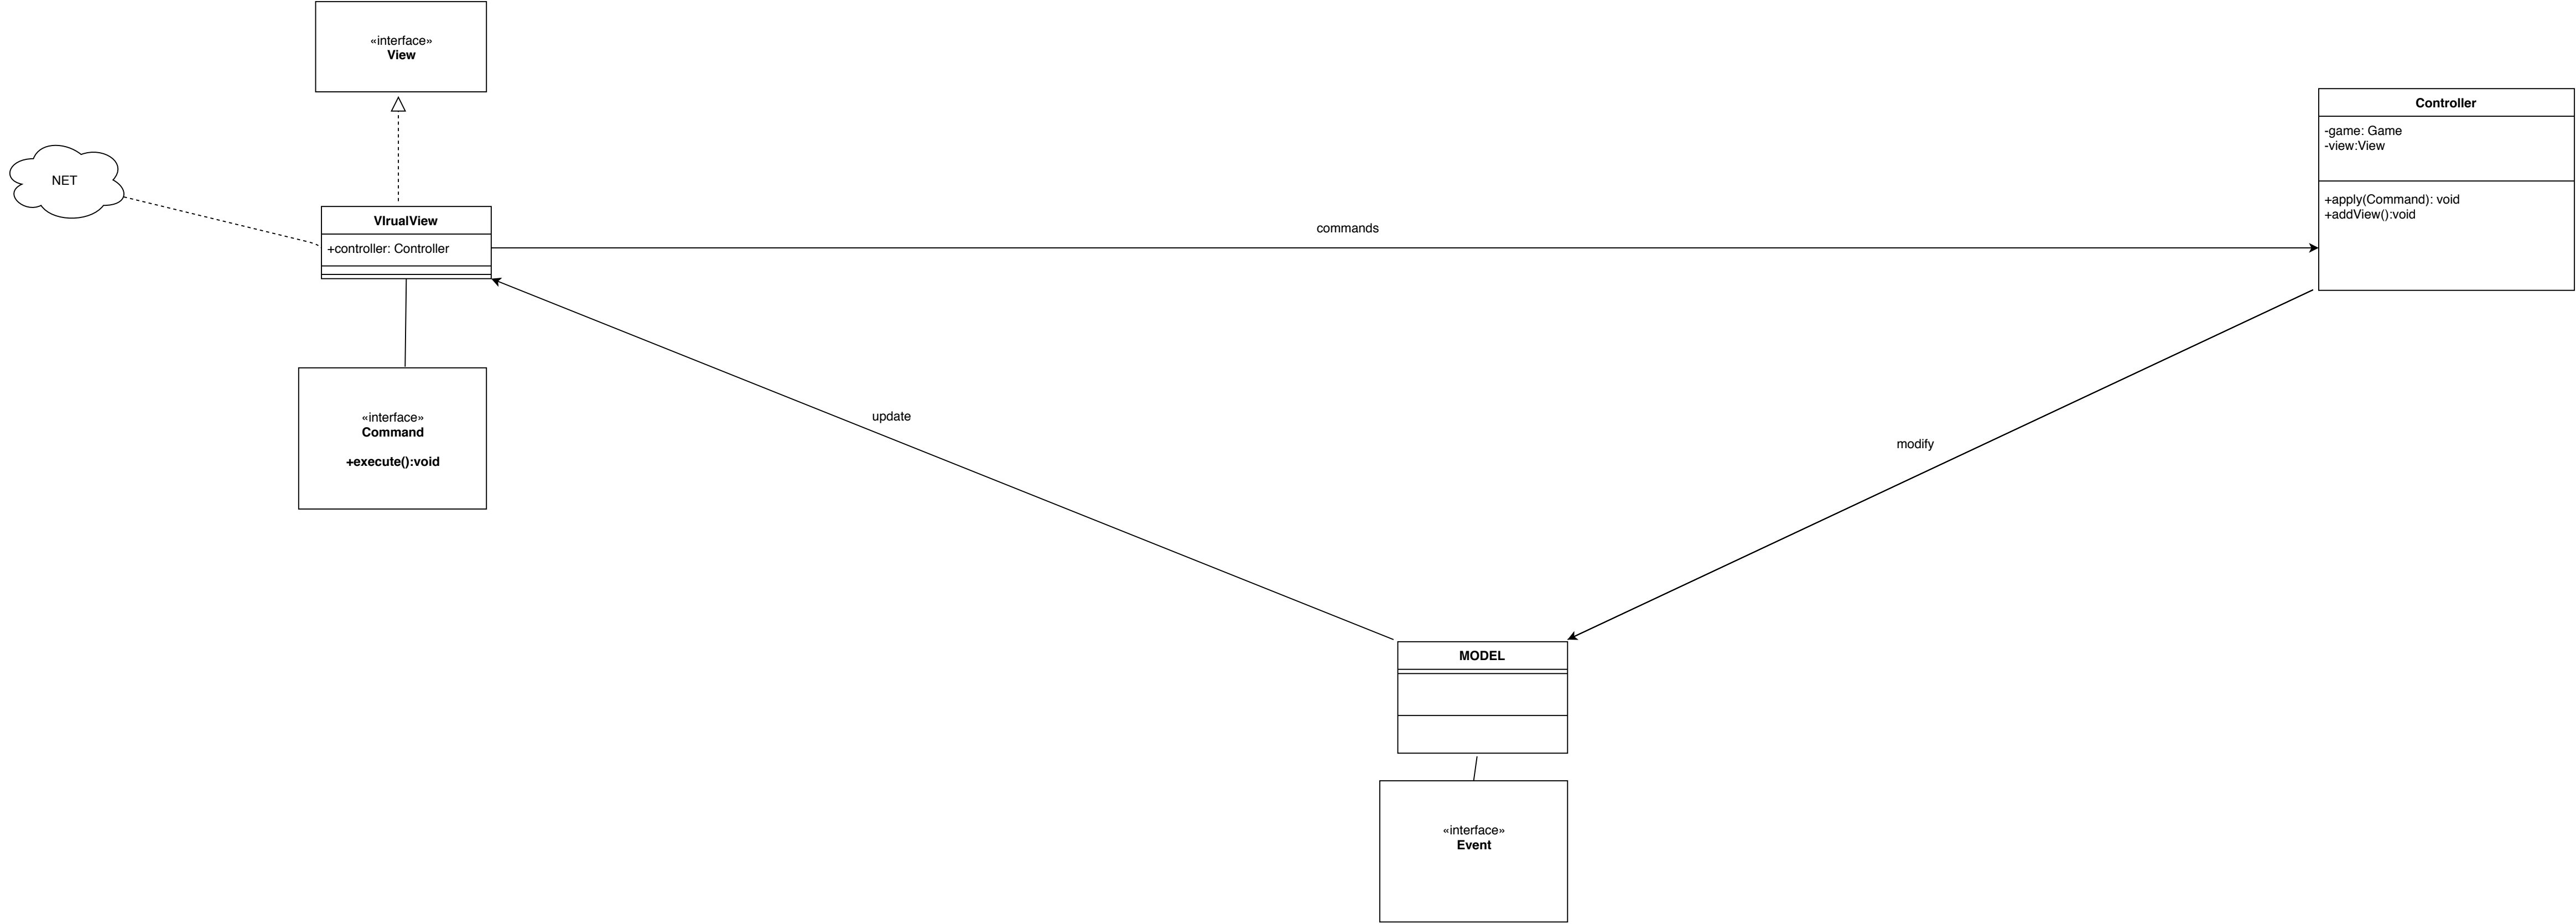 «interface»
View
NET
VIrualView
+controller: Controller
commands
Controller
-game: Game
-view:View
+apply(Command): void
+addView():void
«interface»
Command
+execute():void
update
modify
MODEL
«interface»
Event